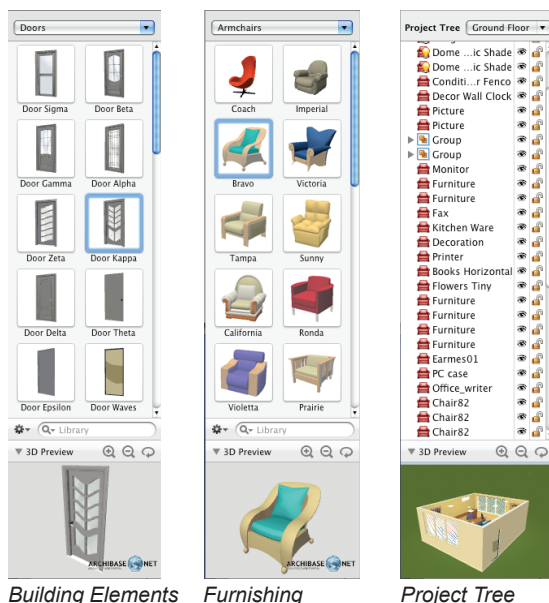 Doors
Door Sigma Door Beta
Door Gamma Door Alpha
Door Zeta Door Kappa
Door Delta Door Theta
Door Epsilon Door Waves
Library
3D Preview
ARCHIBASE NET
Building Elements
Armchairs
Coach Imperial
Bravo Victoria
Tampa Sunny
California Ronda
Violetta Prairie
Library
3D Preview
ARCHIBASE NET
Furnishing
Project Tree Ground Floor
Dome ...ic Shade
Dome ...ic Shade
Conditi...r Fenco
Decor Wall Clock
Picture
Picture
Group
Group
Monitor
Furniture
Furniture
Fax
Kitchen Ware
Decoration
Printer
Books Horizontal
Flowers Tiny
Furniture
Furniture
Furniture
Furniture
Earmes01
PC case
Office_writer
Chair82
Chair82
Chair82
3D Preview
Project Tree